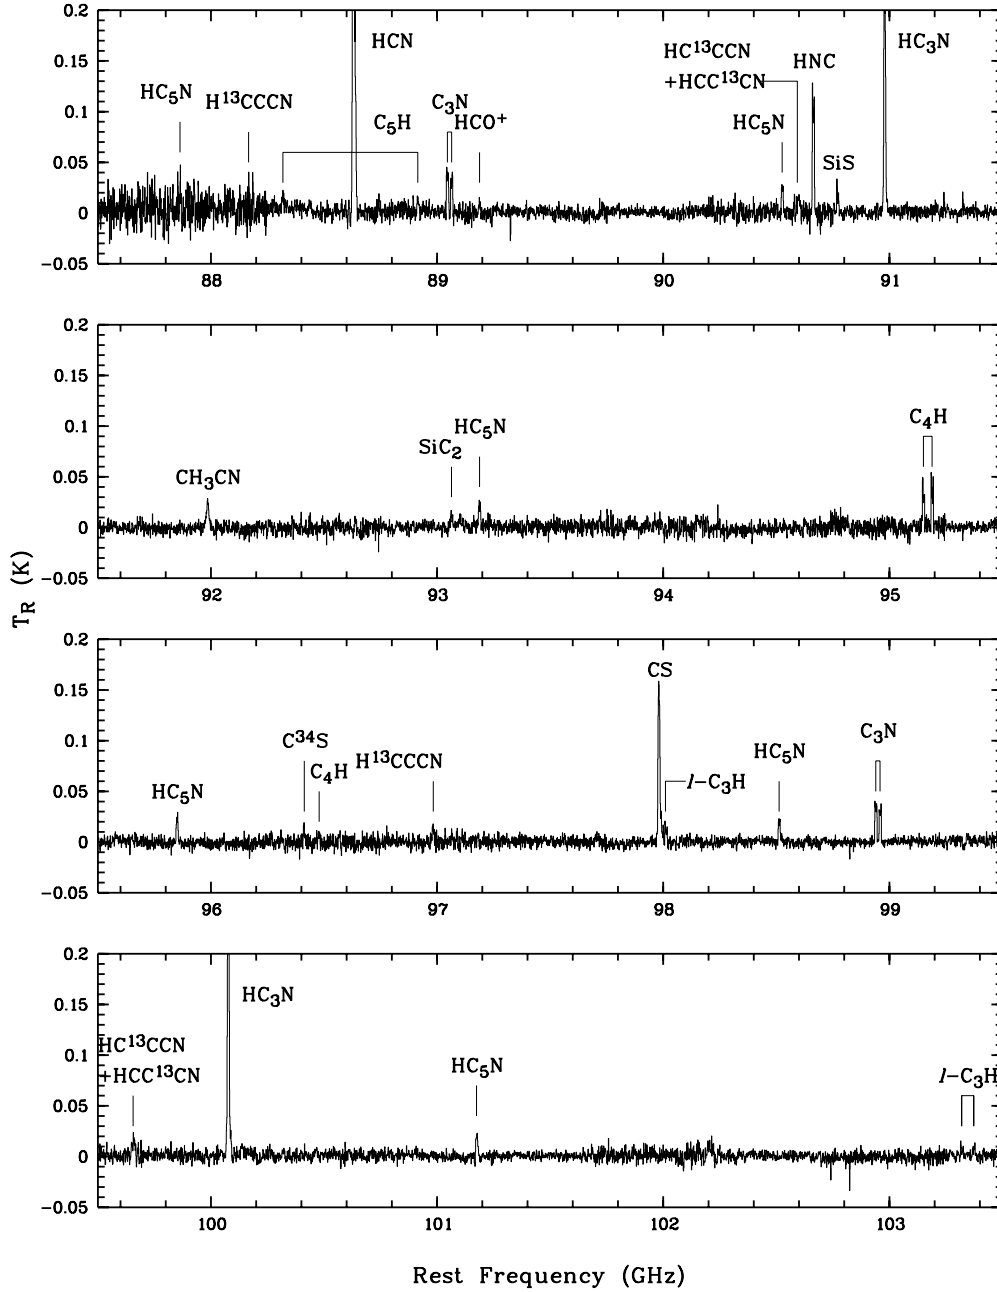 0.2
0.15
0.1
0.05
0
−0.05
HC₅N
H¹³CCCN
HCN
C₅H
C₃N
HCO⁺
HC¹³CCN
+HCC¹³CN
HC₅N
HNC
SiS
HC₃N
88
89
90
91
0.2
0.15
0.1
0.05
0
−0.05
CH₃CN
SiC₂
HC₅N
C₄H
92
93
94
95
T_R (K)
0.2
0.15
0.1
0.05
0
−0.05
HC₅N
C³⁴S
C₄H
H¹³CCCN
CS
l−C₃H
HC₅N
C₃N
96
97
98
99
0.2
0.15
0.1
0.05
0
−0.05
HC¹³CCN
+HCC¹³CN
HC₃N
HC₅N
l−C₃H
100
101
102
103
Rest Frequency (GHz)